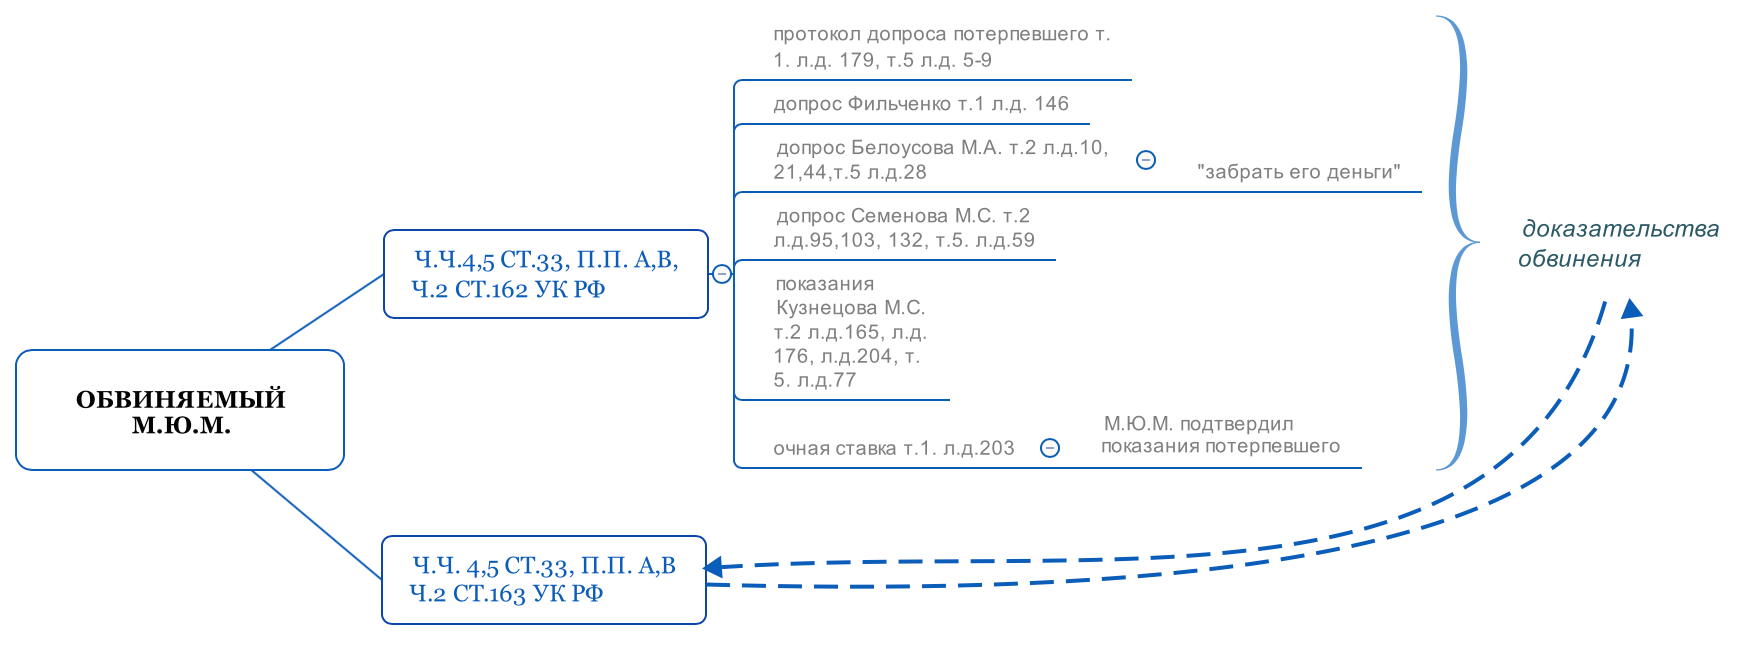 ОБВИНЯЕМЫЙ
М.Ю.М.
Ч.Ч.4,5 СТ.33, П.П. А,В,
Ч.2 СТ.162 УК РФ
протокол допроса потерпевшего т.
1. л.д. 179, т.5 л.д. 5-9
допрос Фильченко т.1 л.д. 146
допрос Белоусова М.А. т.2 л.д.10,
21,44,т.5 л.д.28
"забрать его деньги"
допрос Семенова М.С. т.2
л.д.95,103, 132, т.5. л.д.59
показания
Кузнецова М.С.
т.2 л.д.165, л.д.
176, л.д.204, т.
5. л.д.77
очная ставка т.1. л.д.203
М.Ю.М. подтвердил
показания потерпевшего
доказательства
обвинения
Ч.Ч. 4,5 СТ.33, П.П. А,В
Ч.2 СТ.163 УК РФ